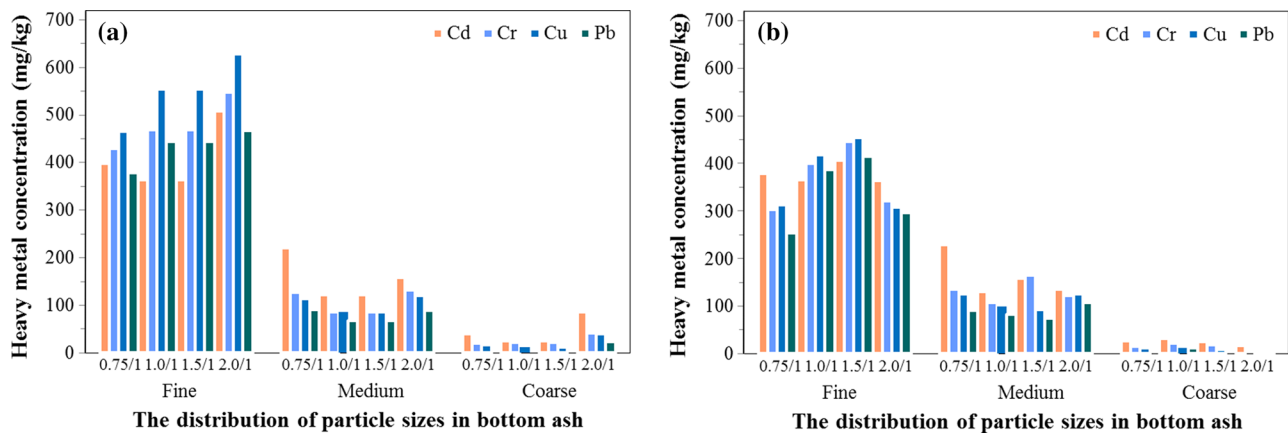 (a)
Cd Cr Cu Pb
Heavy metal concentration (mg/kg)
700
600
500
400
300
200
100
0
0.75/1 1.0/1 1.5/1 2.0/1 0.75/1 1.0/1 1.5/1 2.0/1 0.75/1 1.0/1 1.5/1 2.0/1
Fine Medium Coarse
The distribution of particle sizes in bottom ash
(b)
Cd Cr Cu Pb
Heavy metal concentration (mg/kg)
700
600
500
400
300
200
100
0
0.75/1 1.0/1 1.5/1 2.0/1 0.75/1 1.0/1 1.5/1 2.0/1 0.75/1 1.0/1 1.5/1 2.0/1
Fine Medium Coarse
The distribution of particle sizes in bottom ash